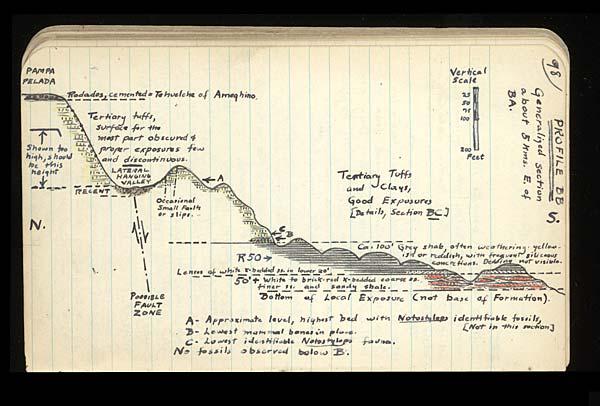 98
PROFILE BB
Generalized section
about 5 kms. E. of
BA.
PAMPA
PELADA
Rodados, cemented = Tehuelche of Ameghino.
Tertiary tuffs,
surface for the
most part obscured &
proper exposures few
and discontinuous.
Shown too
high, should
be this
height
LATERAL
HANGING
VALLEY
RECENT
Occasional
Small Faults
or slips.
N.
S.
POSSIBLE
FAULT
ZONE
Vertical
Scale
25
50
75
100
200
Feet
A
C
B
Tertiary Tuffs
and Clays,
Good Exposures
[Details, Section BC.]
R50
Ca. 100' Grey shab, often weathering yellow-
ish or reddish, with frequent siliceous
concretions. Bedding not visible.
Lenses of white x-bedded ss. in lower 20'
50' ± White to brick-red x-bedded coarse ss.
finer ss. and sandy shale.
Bottom of Local Exposure (not base of Formation).
A- Approximate level, highest bed with Notostylops identifiable fossils,
[Not in this section]
B- Lowest mammal bones in place.
C- Lowest identifiable Notostylops fauna.
No fossils observed below B.